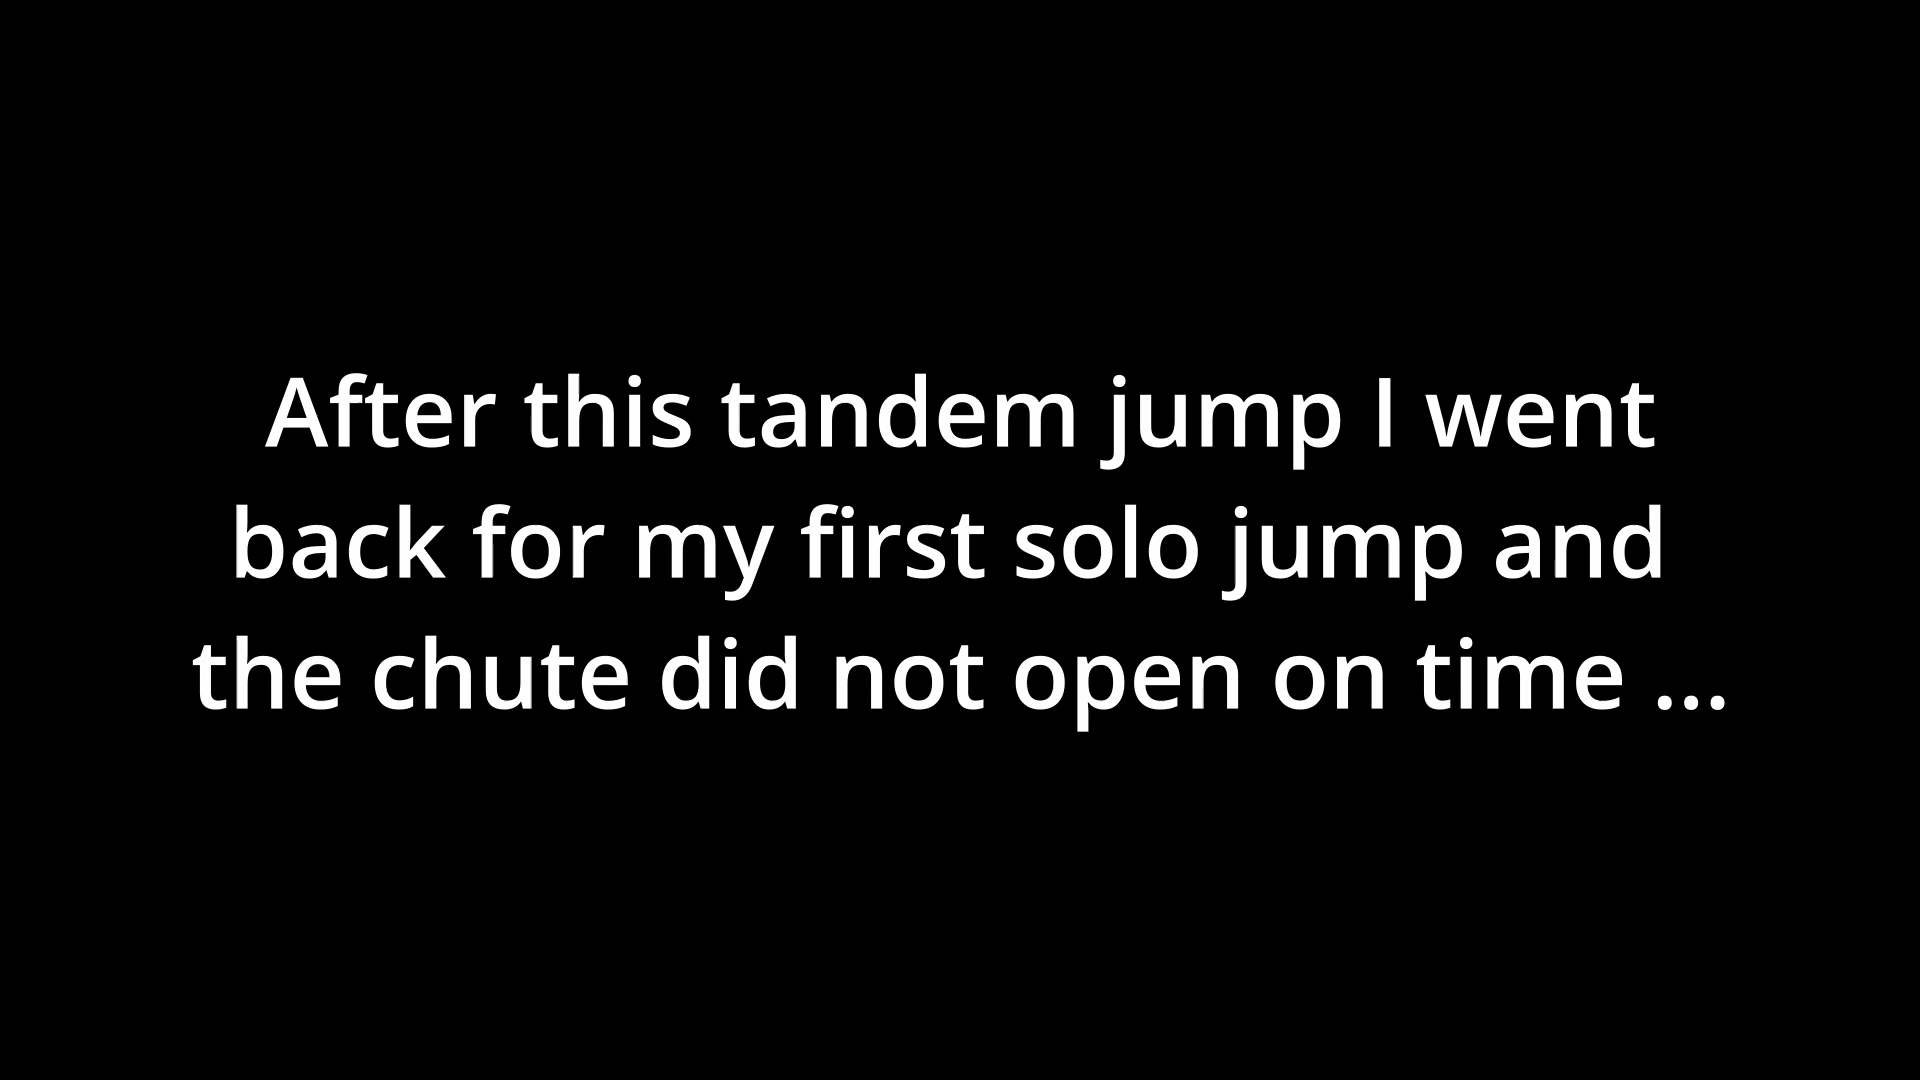 After this tandem jump I went
back for my first solo jump and
the chute did not open on time ...